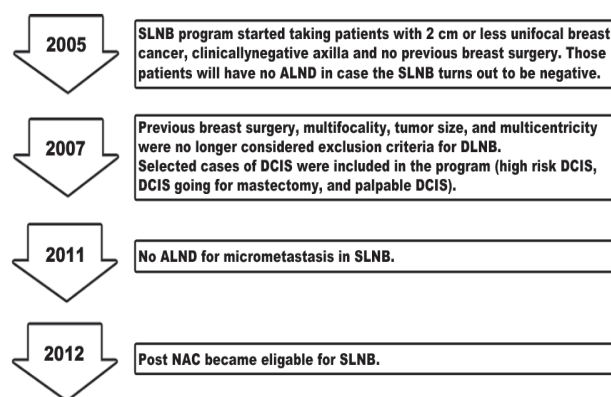 2005
SLNB program started taking patients with 2 cm or less unifocal breast
cancer, clinicallynegative axilla and no previous breast surgery. Those
patients will have no ALND in case the SLNB turns out to be negative.
2007
Previous breast surgery, multifocality, tumor size, and multicentricity
were no longer considered exclusion criteria for DLNB.
Selected cases of DCIS were included in the program (high risk DCIS,
DCIS going for mastectomy, and palpable DCIS).
2011
No ALND for micrometastasis in SLNB.
2012
Post NAC became eligable for SLNB.